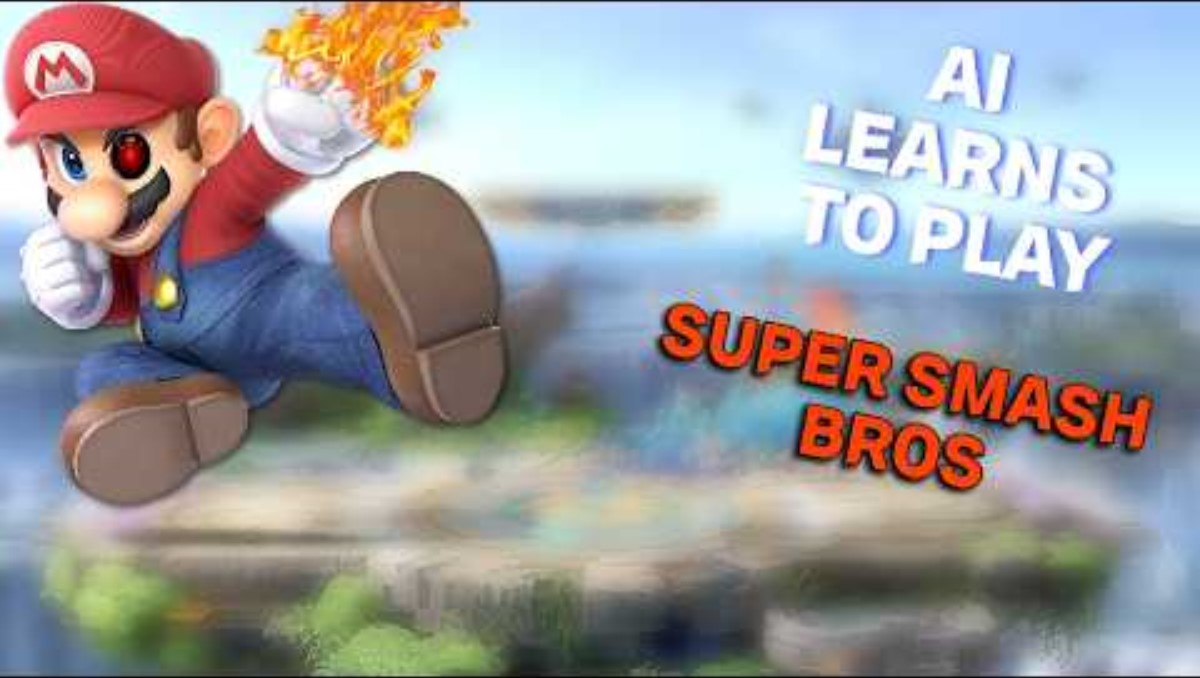 M
AI
LEARNS
TO PLAY
SUPER SMASH
BROS